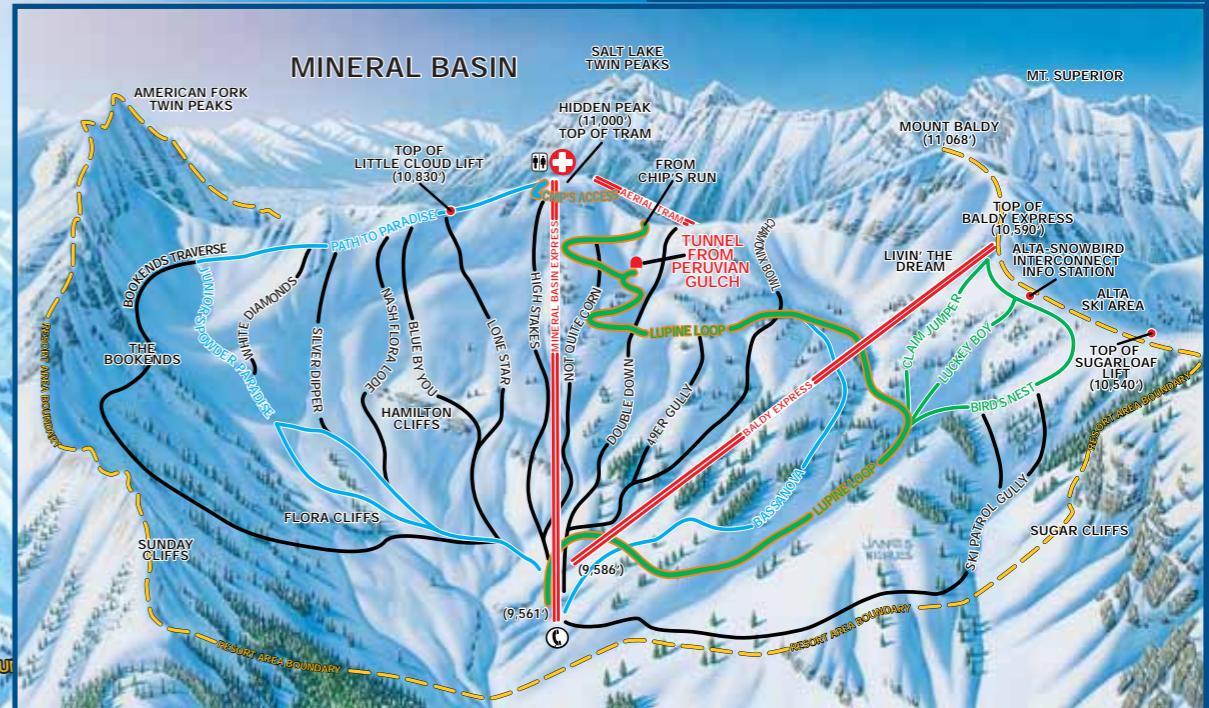 MINERAL BASIN
SALT LAKE
TWIN PEAKS
MT. SUPERIOR
AMERICAN FORK
TWIN PEAKS
HIDDEN PEAK
(11,000')
TOP OF TRAM
MOUNT BALDY
(11,068')
TOP OF
LITTLE CLOUD LIFT
(10,830')
FROM
CHIP'S RUN
CHIP'S ACCESS
AERIAL TRAM
TOP OF
BALDY EXPRESS
(10,590')
PATH TO PARADISE
BOOKENDS TRAVERSE
TUNNEL
FROM
PERUVIAN
GULCH
CHAMONIX BOWL
LIVIN' THE
DREAM
ALTA-SNOWBIRD
INTERCONNECT
INFO STATION
ALTA
SKI AREA
JUNIOR'S POWDER PARADISE
WHITE DIAMONDS
SILVER DIPPER
NASH FLORA LODE
BLUE BY YOU
LONE STAR
HIGH STAKES
MINERAL BASIN EXPRESS
NOT QUITE CORN
LUPINE LOOP
DOUBLE DOWN
49ER GULLY
CLAIM JUMPER
LUCKEY BOY
BIRD'S NEST
TOP OF
SUGARLOAF
LIFT
(10,540')
RESORT AREA BOUNDARY
THE
BOOKENDS
HAMILTON
CLIFFS
BALDY EXPRESS
RESORT AREA BOUNDARY
BASSANOVA
LUPINE LOOP
SKI PATROL GULLY
FLORA CLIFFS
SUNDAY
CLIFFS
SUGAR CLIFFS
JAMES
(9,586')
(9,561')
RESORT AREA BOUNDARY
RESORT AREA BOUNDARY